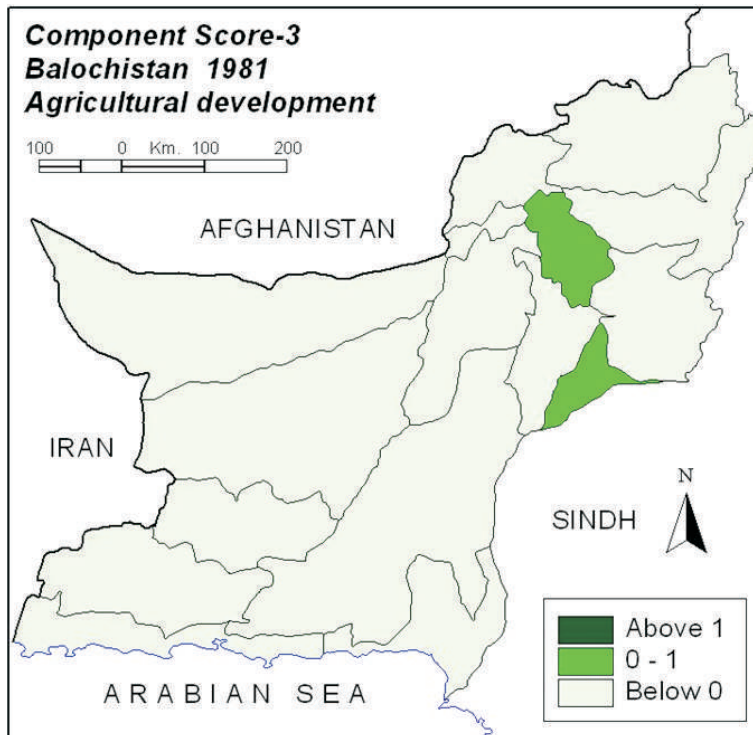 Component Score-3
Balochistan 1981
Agricultural development
100 0 Km. 100 200
AFGHANISTAN
IRAN
N
SINDH
Above 1
0 - 1
Below 0
ARABIAN SEA